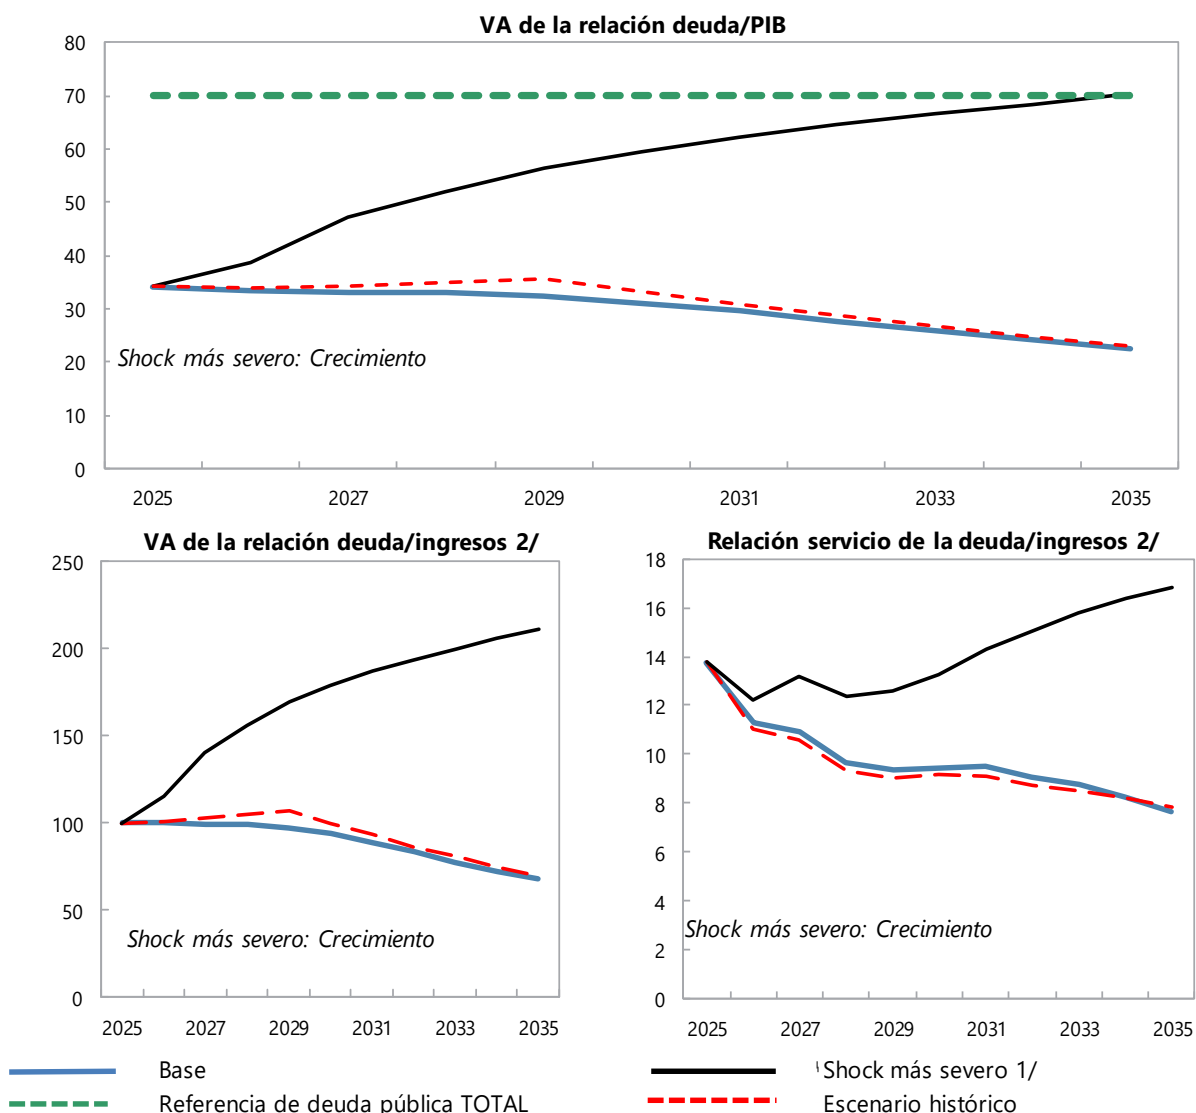 VA de la relación deuda/PIB
80
70
60
50
40
30
20
10
0
Shock más severo: Crecimiento
2025 2027 2029 2031 2033 2035
VA de la relación deuda/ingresos 2/
250
200
150
100
50
0
Shock más severo: Crecimiento
2025 2027 2029 2031 2033 2035
Relación servicio de la deuda/ingresos 2/
18
16
14
12
10
8
6
4
2
0
Shock más severo: Crecimiento
2025 2027 2029 2031 2033 2035
Base
Shock más severo 1/
Referencia de deuda pública TOTAL
Escenario histórico